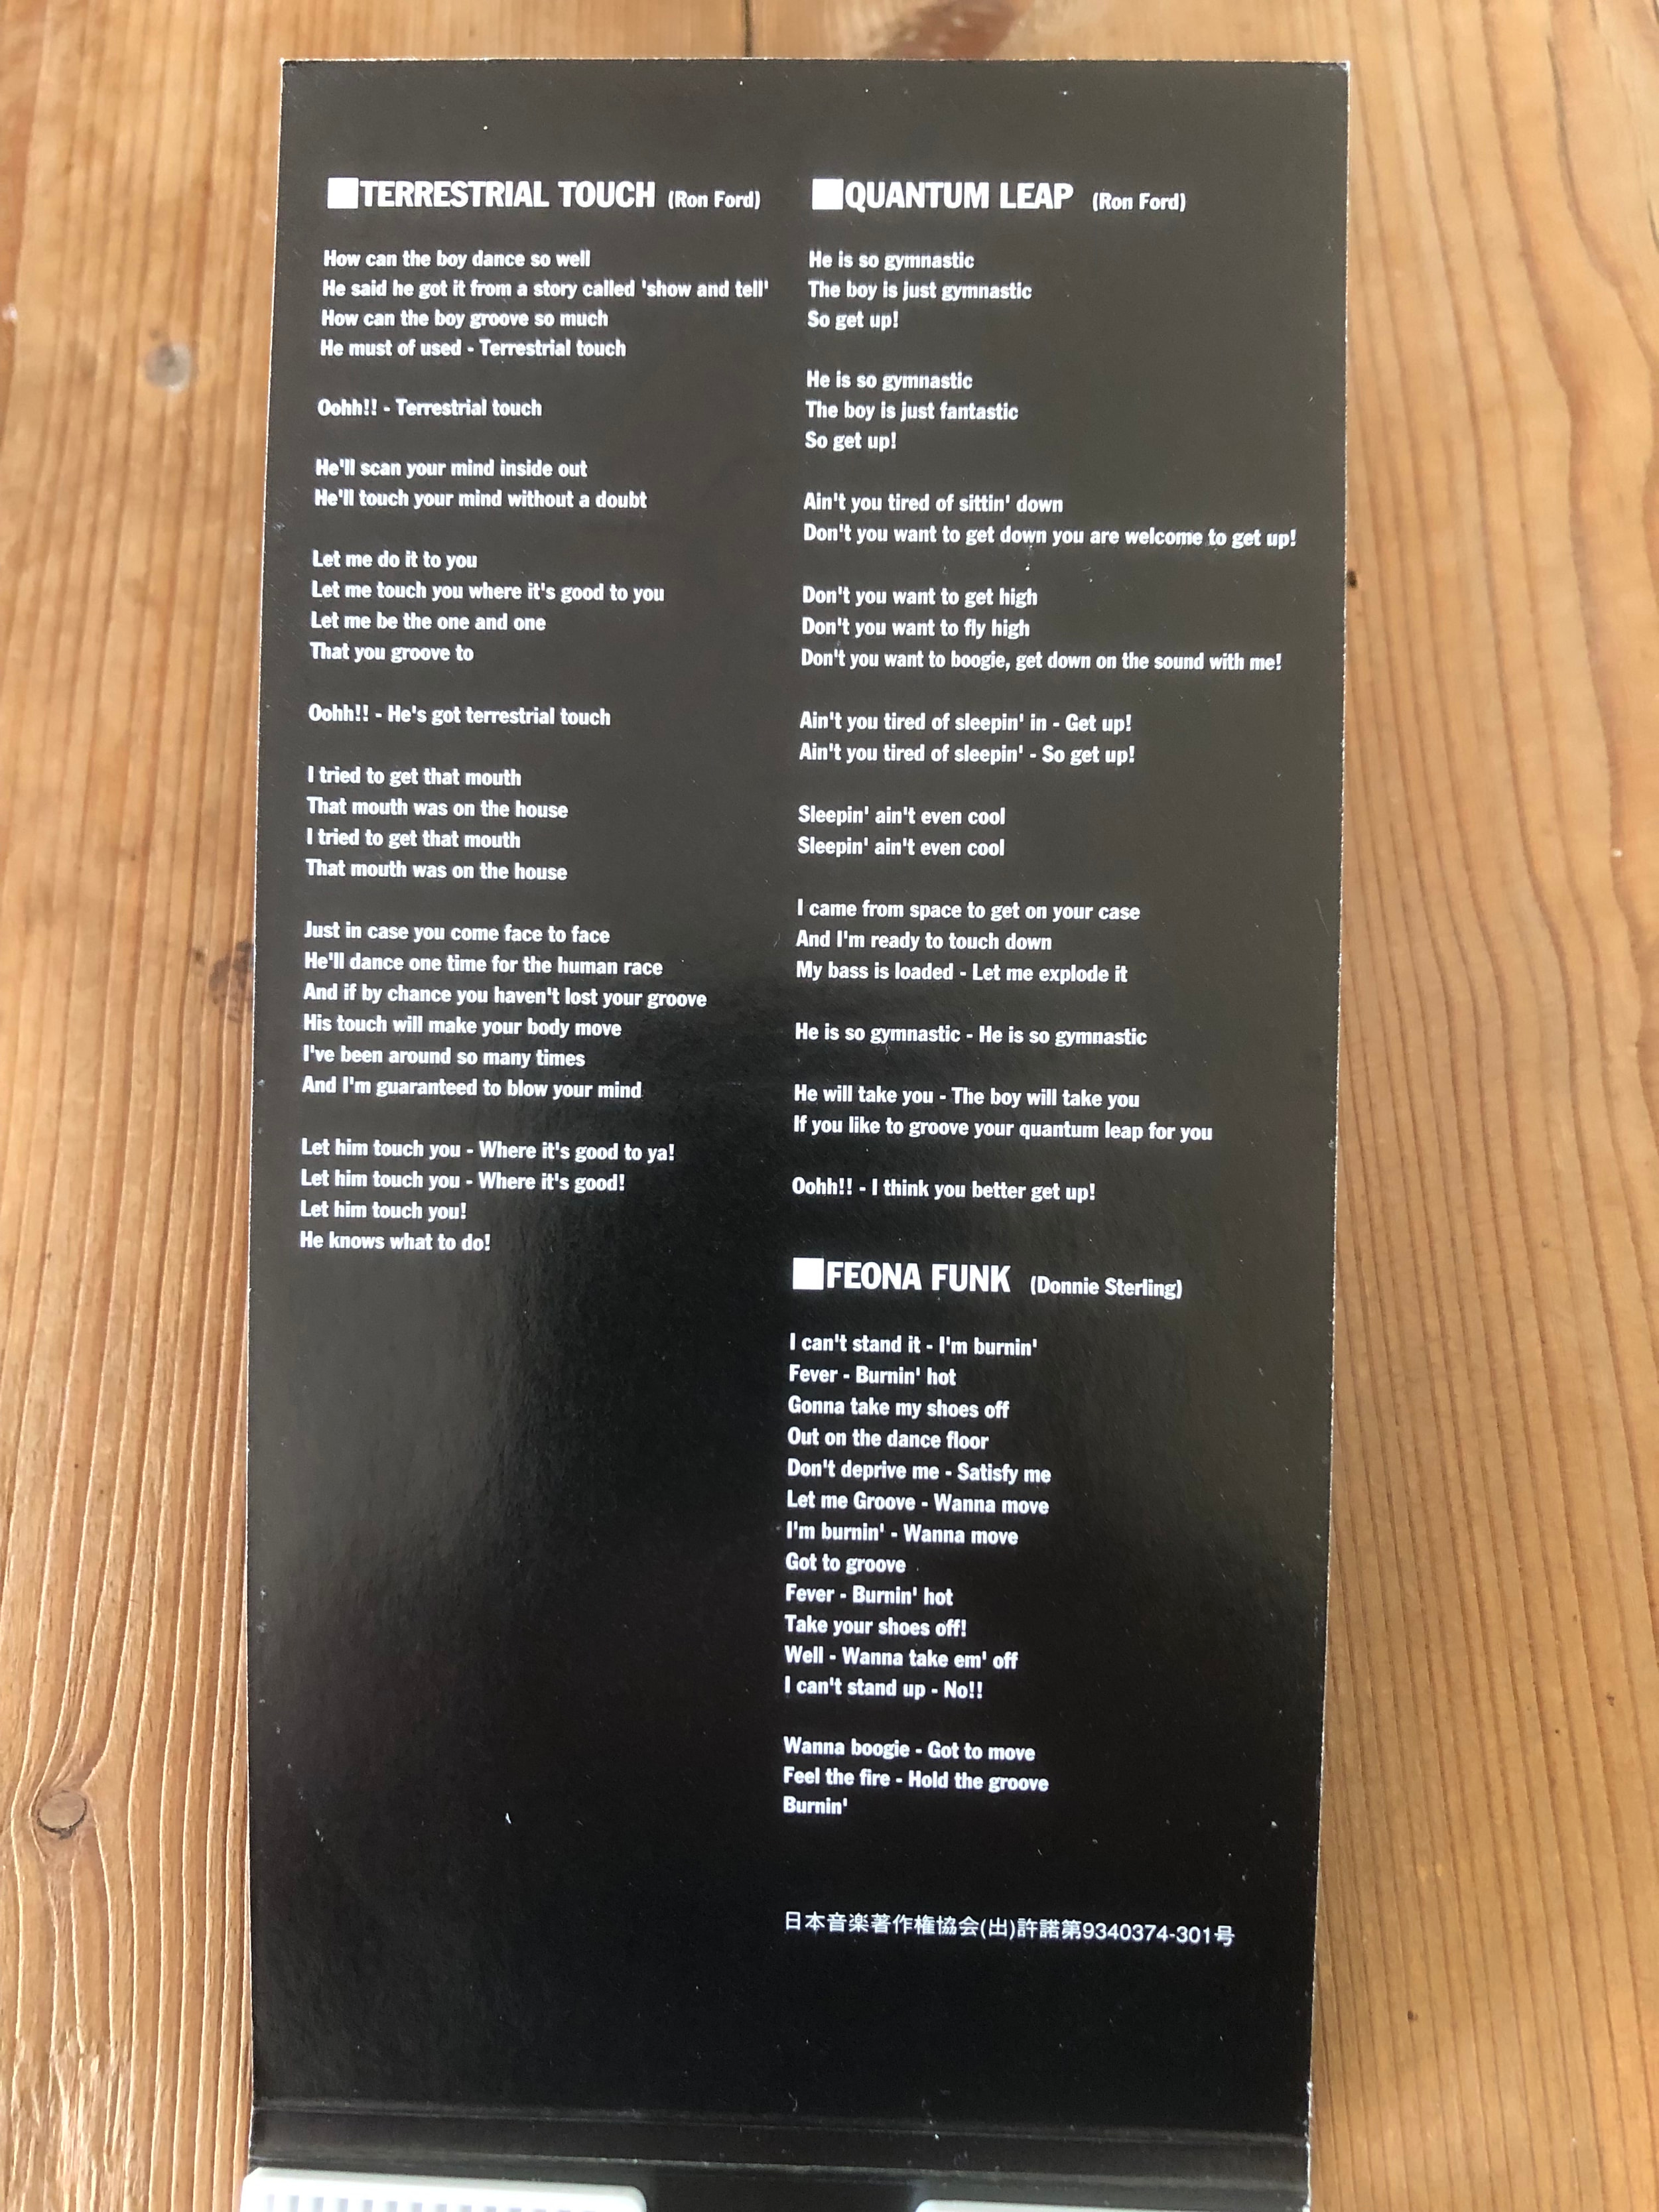 ■TERRESTRIAL TOUCH (Ron Ford)
How can the boy dance so well
He said he got it from a story called 'show and tell'
How can the boy groove so much
He must of used - Terrestrial touch
Oohh!! - Terrestrial touch
He'll scan your mind inside out
He'll touch your mind without a doubt
Let me do it to you
Let me touch you where it's good to you
Let me be the one and one
That you groove to
Oohh!! - He's got terrestrial touch
I tried to get that mouth
That mouth was on the house
I tried to get that mouth
That mouth was on the house
Just in case you come face to face
He'll dance one time for the human race
And if by chance you haven't lost your groove
His touch will make your body move
I've been around so many times
And I'm guaranteed to blow your mind
Let him touch you - Where it's good to ya!
Let him touch you - Where it's good!
Let him touch you!
He knows what to do!
■QUANTUM LEAP (Ron Ford)
He is so gymnastic
The boy is just gymnastic
So get up!
He is so gymnastic
The boy is just fantastic
So get up!
Ain't you tired of sittin' down
Don't you want to get down you are welcome to get up!
Don't you want to get high
Don't you want to fly high
Don't you want to boogie, get down on the sound with me!
Ain't you tired of sleepin' in - Get up!
Ain't you tired of sleepin' - So get up!
Sleepin' ain't even cool
Sleepin' ain't even cool
I came from space to get on your case
And I'm ready to touch down
My bass is loaded - Let me explode it
He is so gymnastic - He is so gymnastic
He will take you - The boy will take you
If you like to groove your quantum leap for you
Oohh!! - I think you better get up!
■FEONA FUNK (Donnie Sterling)
I can't stand it - I'm burnin'
Fever - Burnin' hot
Gonna take my shoes off
Out on the dance floor
Don't deprive me - Satisfy me
Let me Groove - Wanna move
I'm burnin' - Wanna move
Got to groove
Fever - Burnin' hot
Take your shoes off!
Well - Wanna take em' off
I can't stand up - No!!
Wanna boogie - Got to move
Feel the fire - Hold the groove
Burnin'
日本音楽著作権協会(出)許諾第9340374-301号